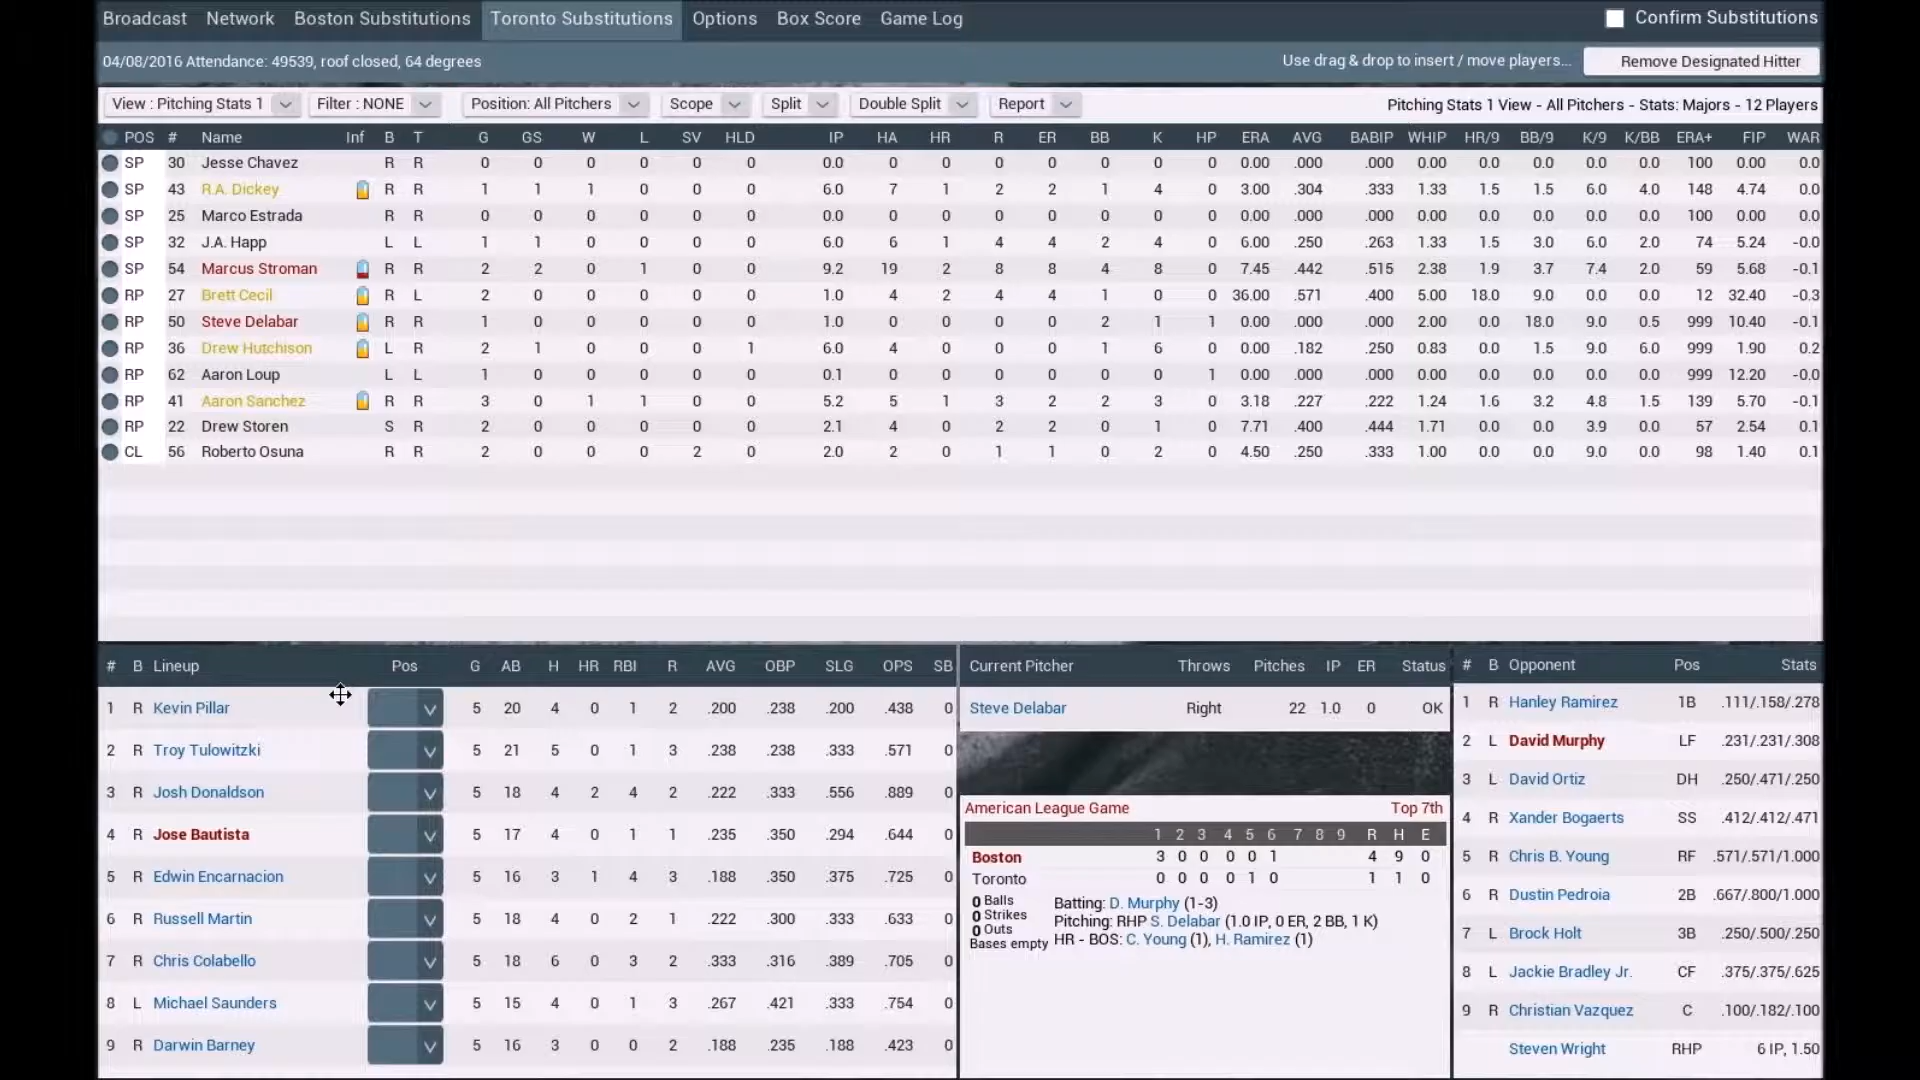 Broadcast Network Boston Substitutions Toronto Substitutions Options Box Score Game Log Confirm Substitutions
04/08/2016 Attendance: 49539, roof closed, 64 degrees Use drag & drop to insert / move players... Remove Designated Hitter
View : Pitching Stats 1 Filter : NONE Position: All Pitchers Scope Split Double Split Report Pitching Stats 1 View - All Pitchers - Stats: Majors - 12 Players
POS # Name Inf B T G GS W L SV HLD IP HA HR R ER BB K HP ERA AVG BABIP WHIP HR/9 BB/9 K/9 K/BB ERA+ FIP WAR
SP 30 Jesse Chavez R R 0 0 0 0 0 0 0.0 0 0 0 0 0 0 0 0.00 .000 .000 0.00 0.0 0.0 0.0 0.0 100 0.00 0.0
SP 43 R.A. Dickey R R 1 1 1 0 0 0 6.0 7 1 2 2 1 4 0 3.00 .304 .333 1.33 1.5 1.5 6.0 4.0 148 4.74 0.0
SP 25 Marco Estrada R R 0 0 0 0 0 0 0.0 0 0 0 0 0 0 0 0.00 .000 .000 0.00 0.0 0.0 0.0 0.0 100 0.00 0.0
SP 32 J.A. Happ L L 1 1 0 0 0 0 6.0 6 1 4 4 2 4 0 6.00 .250 .263 1.33 1.5 3.0 6.0 2.0 74 5.24 -0.0
SP 54 Marcus Stroman R R 2 2 0 1 0 0 9.2 19 2 8 8 4 8 0 7.45 .442 .515 2.38 1.9 3.7 7.4 2.0 59 5.68 -0.1
RP 27 Brett Cecil R L 2 0 0 0 0 0 1.0 4 2 4 4 1 0 0 36.00 .571 .400 5.00 18.0 9.0 0.0 0.0 12 32.40 -0.3
RP 50 Steve Delabar R R 1 0 0 0 0 0 1.0 0 0 0 0 2 1 1 0.00 .000 .000 2.00 0.0 18.0 9.0 0.5 999 10.40 -0.1
RP 36 Drew Hutchison L R 2 1 0 0 0 1 6.0 4 0 0 0 1 6 0 0.00 .182 .250 0.83 0.0 1.5 9.0 6.0 999 1.90 0.2
RP 62 Aaron Loup L L 1 0 0 0 0 0 0.1 0 0 0 0 0 0 1 0.00 .000 .000 0.00 0.0 0.0 0.0 0.0 999 12.20 -0.0
RP 41 Aaron Sanchez R R 3 0 1 1 0 0 5.2 5 1 3 2 2 3 0 3.18 .227 .222 1.24 1.6 3.2 4.8 1.5 139 5.70 -0.1
RP 22 Drew Storen S R 2 0 0 0 0 0 2.1 4 0 2 2 0 1 0 7.71 .400 .444 1.71 0.0 0.0 3.9 0.0 57 2.54 0.1
CL 56 Roberto Osuna R R 2 0 0 0 2 0 2.0 2 0 1 1 0 2 0 4.50 .250 .333 1.00 0.0 0.0 9.0 0.0 98 1.40 0.1
# B Lineup Pos G AB H HR RBI R AVG OBP SLG OPS SB
1 R Kevin Pillar 5 20 4 0 1 2 .200 .238 .200 .438 0
2 R Troy Tulowitzki 5 21 5 0 1 3 .238 .238 .333 .571 0
3 R Josh Donaldson 5 18 4 2 4 2 .222 .333 .556 .889 0
4 R Jose Bautista 5 17 4 0 1 1 .235 .350 .294 .644 0
5 R Edwin Encarnacion 5 16 3 1 4 3 .188 .350 .375 .725 0
6 R Russell Martin 5 18 4 0 2 1 .222 .300 .333 .633 0
7 R Chris Colabello 5 18 6 0 3 2 .333 .316 .389 .705 0
8 L Michael Saunders 5 15 4 0 1 3 .267 .421 .333 .754 0
9 R Darwin Barney 5 16 3 0 0 2 .188 .235 .188 .423 0
Current Pitcher Throws Pitches IP ER Status
Steve Delabar Right 22 1.0 0 OK
American League Game Top 7th
1 2 3 4 5 6 7 8 9 R H E
Boston 3 0 0 0 0 1 4 9 0
Toronto 0 0 0 0 1 0 1 1 0
0 Balls
0 Strikes
0 Outs
Bases empty
Batting: D. Murphy (1-3)
Pitching: RHP S. Delabar (1.0 IP, 0 ER, 2 BB, 1 K)
HR - BOS: C. Young (1), H. Ramirez (1)
# B Opponent Pos Stats
1 R Hanley Ramirez 1B .111/.158/.278
2 L David Murphy LF .231/.231/.308
3 L David Ortiz DH .250/.471/.250
4 R Xander Bogaerts SS .412/.412/.471
5 R Chris B. Young RF .571/.571/1.000
6 R Dustin Pedroia 2B .667/.800/1.000
7 L Brock Holt 3B .250/.500/.250
8 L Jackie Bradley Jr. CF .375/.375/.625
9 R Christian Vazquez C .100/.182/.100
Steven Wright RHP 6 IP, 1.50